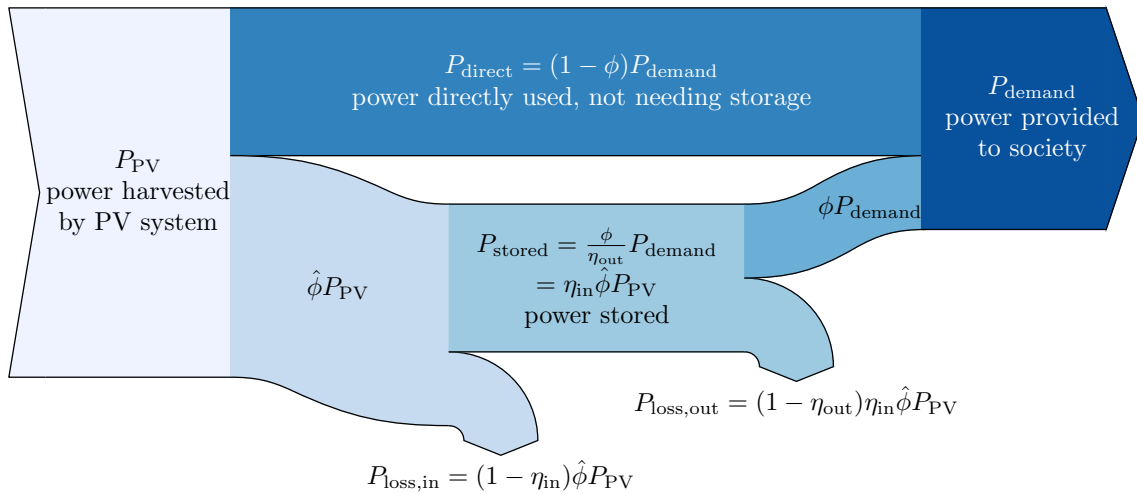 P_direct = (1 − ϕ)P_demand
power directly used, not needing storage
P_demand
power provided
to society
P_PV
power harvested
by PV system
ϕP_demand
P_stored = ϕ/η_out P_demand
= η_in ϕ̂P_PV
power stored
ϕ̂P_PV
P_loss,out = (1 − η_out)η_in ϕ̂P_PV
P_loss,in = (1 − η_in)ϕ̂P_PV